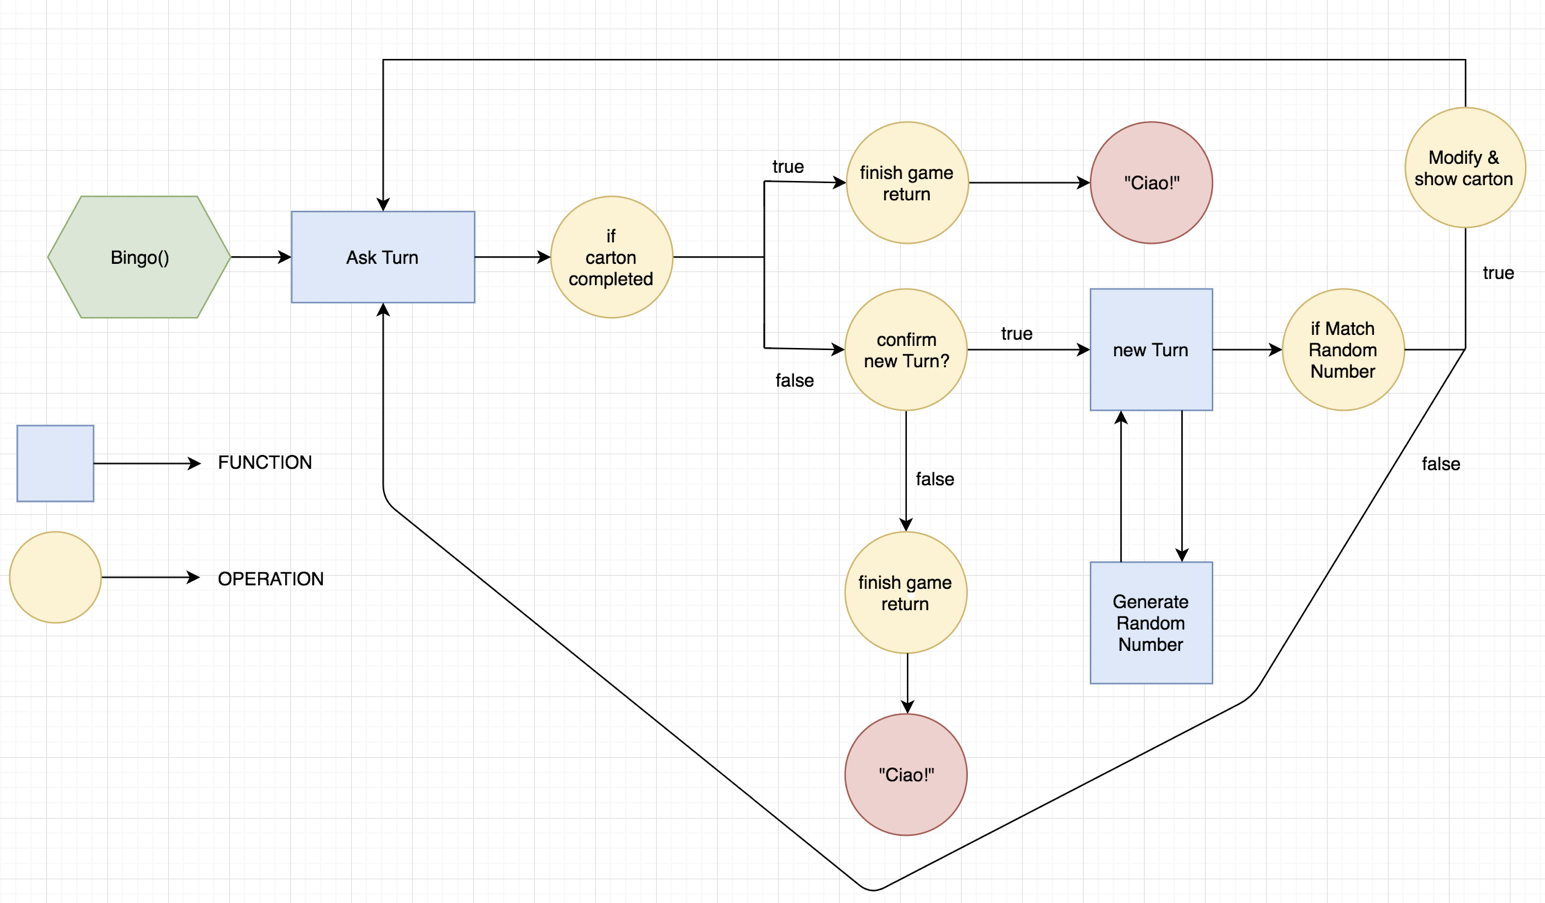 Bingo()
Ask Turn
if
carton
completed
true
finish game
return
"Ciao!"
Modify &
show carton
true
false
confirm
new Turn?
true
new Turn
if Match
Random
Number
false
false
finish game
return
Generate
Random
Number
"Ciao!"
FUNCTION
OPERATION